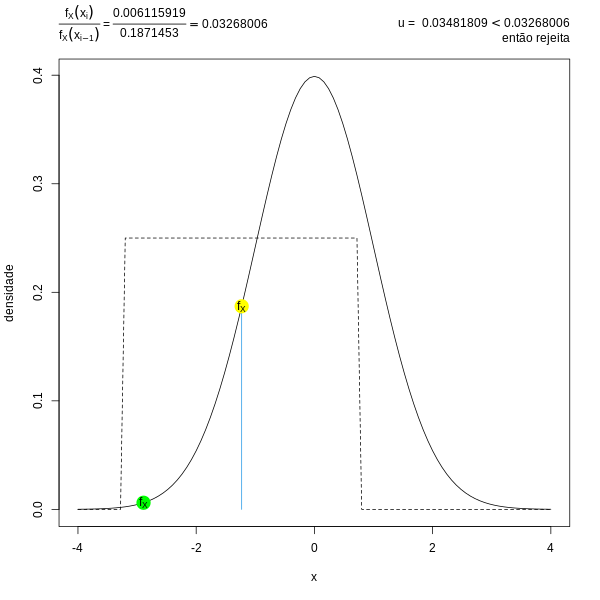 fX(xi) / fX(xi−1) = 0.006115919 / 0.1871453 = 0.03268006
u = 0.03481809 < 0.03268006
então rejeita
densidade
0.4
0.3
0.2
0.1
0.0
fX
fX
-4 -2 0 2 4
x